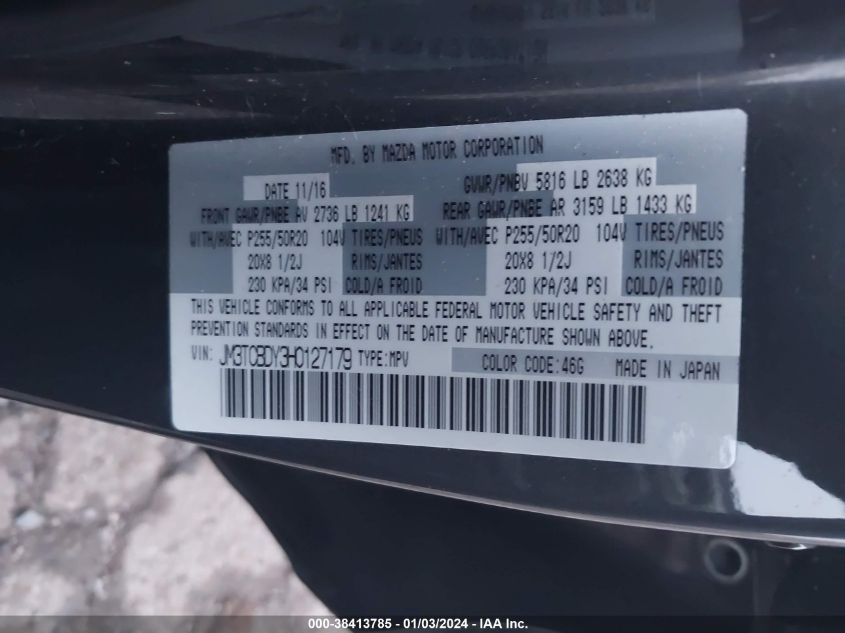 MFD. BY MAZDA MOTOR CORPORATION
DATE 11/16 GVWR/PNBV 5816 LB 2638 KG
FRONT GAWR/PNBE AV 2736 LB 1241 KG REAR GAWR/PNBE AR 3159 LB 1433 KG
WITH/AVEC P255/50R20 104V TIRES/PNEUS WITH/AVEC P255/50R20 104V TIRES/PNEUS
20X8 1/2J RIMS/JANTES 20X8 1/2J RIMS/JANTES
230 KPA/34 PSI COLD/A FROID 230 KPA/34 PSI COLD/A FROID
THIS VEHICLE CONFORMS TO ALL APPLICABLE FEDERAL MOTOR VEHICLE SAFETY AND THEFT
PREVENTION STANDARDS IN EFFECT ON THE DATE OF MANUFACTURE SHOWN ABOVE.
VIN: JM3TCBDY3H0127179 TYPE:MPV COLOR CODE:46G MADE IN JAPAN
000-38413785 - 01/03/2024 - IAA Inc.